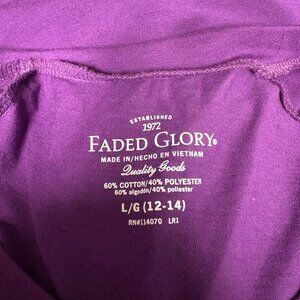 ESTABLISHED
1972
FADED GLORY®
MADE IN/HECHO EN VIETNAM
Quality Goods
60% COTTON/40% POLYESTER
60% algodón/40% poliester
L/G (12-14)
RN#114070 LR1